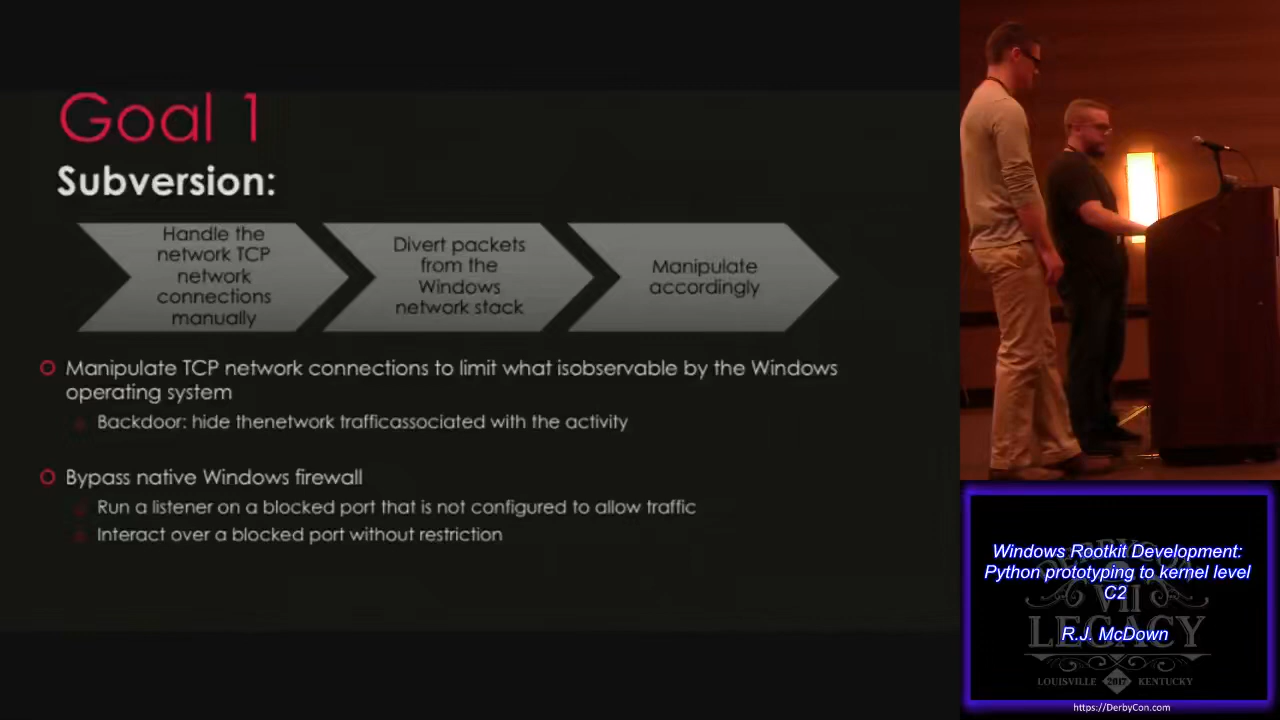 Goal 1
Subversion:
Handle the
network TCP
network
connections
manually
Divert packets
from the
Windows
network stack
Manipulate
accordingly
Manipulate TCP network connections to limit what isobservable by the Windows
operating system
Backdoor: hide thenetwork trafficassociated with the activity
Bypass native Windows firewall
Run a listener on a blocked port that is not configured to allow traffic
Interact over a blocked port without restriction
Windows Rootkit Development:
Python prototyping to kernel level
C2
R.J. McDown
DERBYCON
VII
LEGACY
LOUISVILLE 2017 KENTUCKY
https://DerbyCon.com